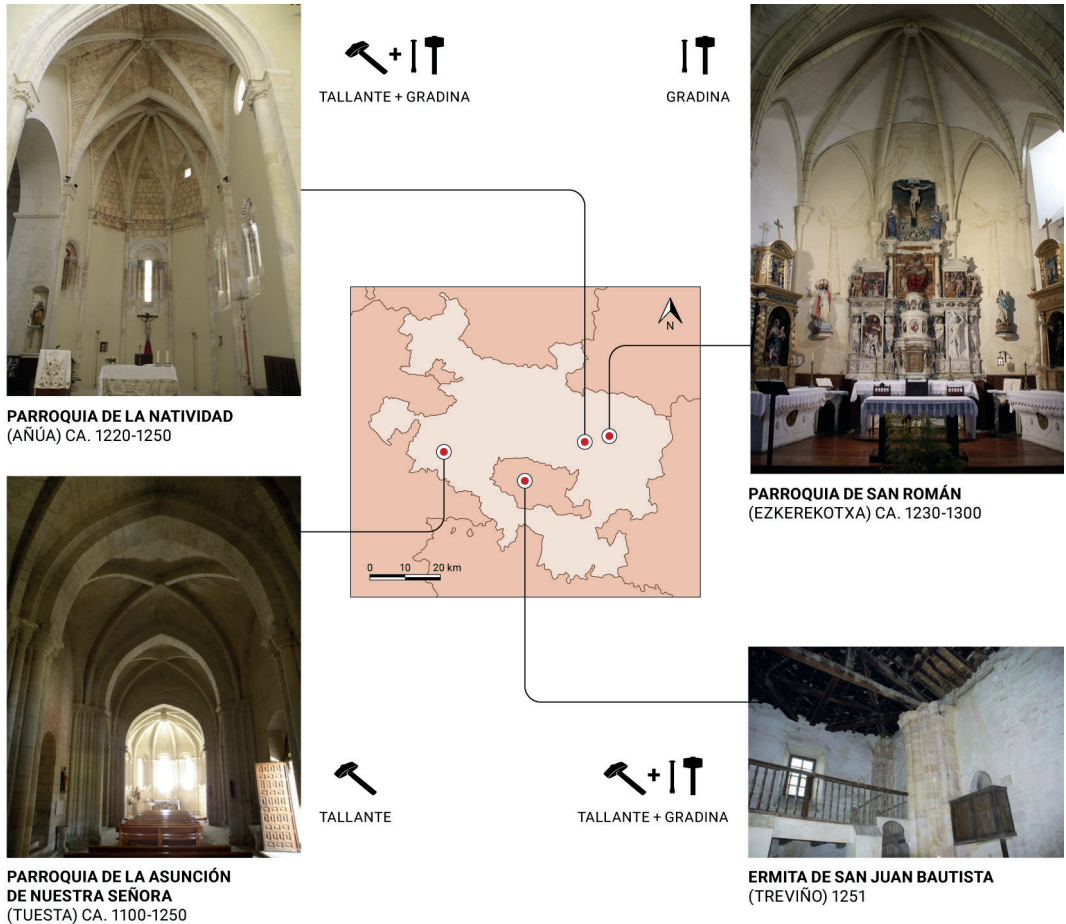 TALLANTE + GRADINA
GRADINA
PARROQUIA DE LA NATIVIDAD
(AÑÚA) CA. 1220-1250
N
0 10 20 km
PARROQUIA DE SAN ROMÁN
(EZKEREKOTXA) CA. 1230-1300
TALLANTE
TALLANTE + GRADINA
PARROQUIA DE LA ASUNCIÓN
DE NUESTRA SEÑORA
(TUESTA) CA. 1100-1250
ERMITA DE SAN JUAN BAUTISTA
(TREVIÑO) 1251